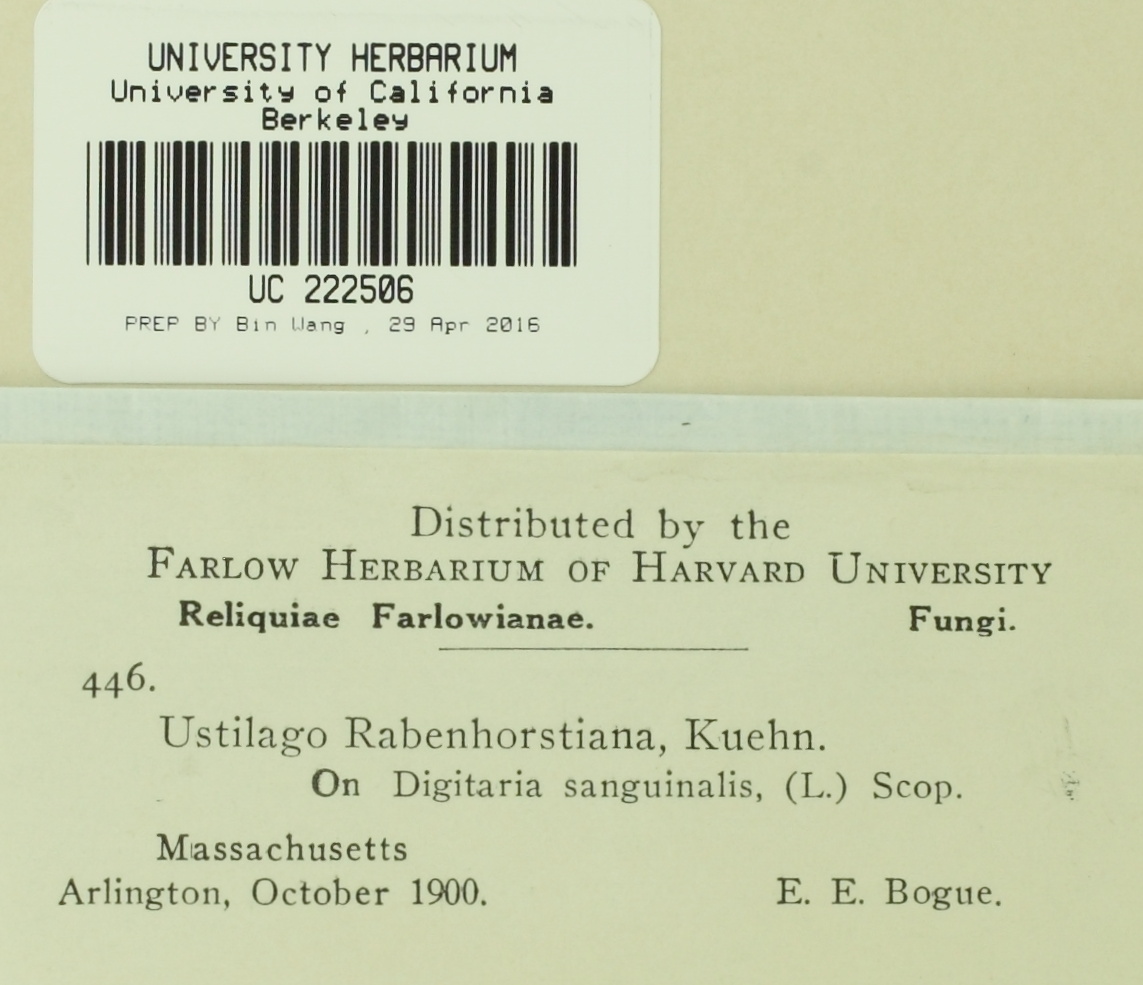 UNIVERSITY HERBARIUM
University of California
Berkeley
UC 222506
PREP BY Bin Wang , 29 Apr 2016
Distributed by the
FARLOW HERBARIUM OF HARVARD UNIVERSITY
Reliquiae Farlowianae. Fungi.
446.
Ustilago Rabenhorstiana, Kuehn.
On Digitaria sanguinalis, (L.) Scop.
Massachusetts
Arlington, October 1900. E. E. Bogue.